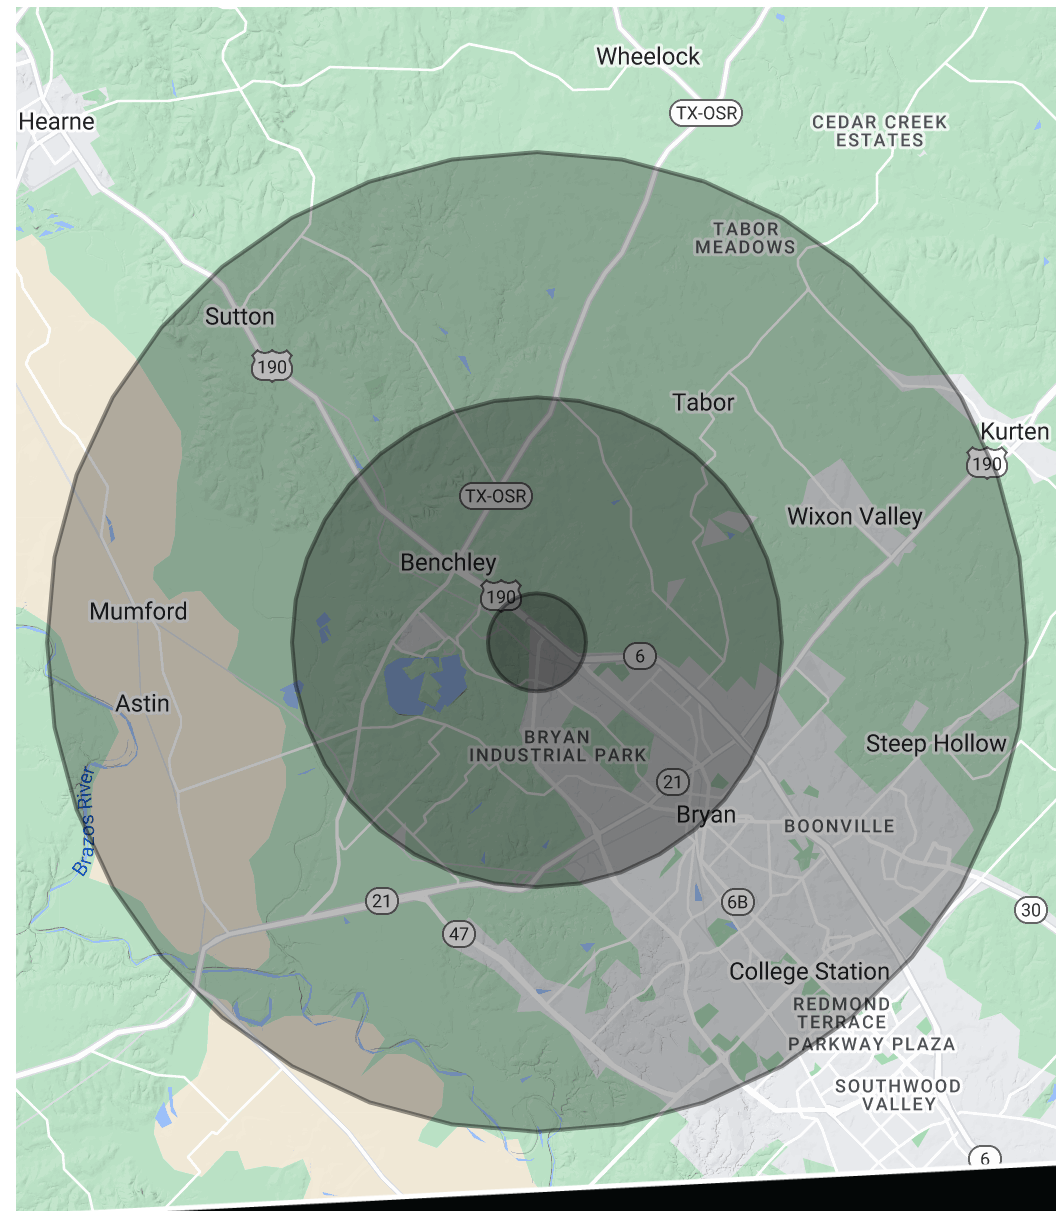 Wheelock
TX-OSR
Hearne
CEDAR CREEK
ESTATES
TABOR
MEADOWS
Sutton
190
Tabor
Kurten
190
TX-OSR
Wixon Valley
Benchley
190
Mumford
6
Astin
BRYAN
INDUSTRIAL PARK
Steep Hollow
21
Brazos River
Bryan
BOONVILLE
21
6B
30
47
College Station
REDMOND
TERRACE
PARKWAY PLAZA
SOUTHWOOD
VALLEY
6